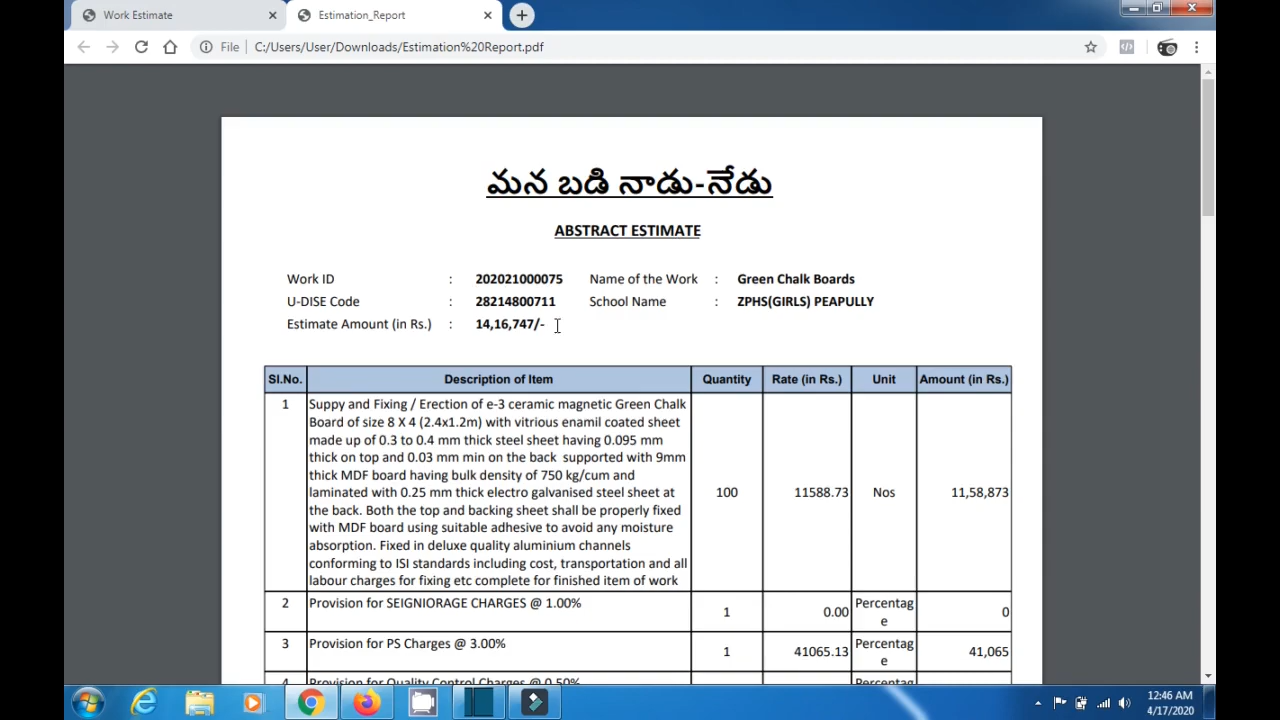 Work Estimate
Estimation_Report
File
C:/Users/User/Downloads/Estimation%20Report.pdf
మన బడి నాడు-నేడు
ABSTRACT ESTIMATE
Work ID : 202021000075 Name of the Work : Green Chalk Boards
U-DISE Code : 28214800711 School Name : ZPHS(GIRLS) PEAPULLY
Estimate Amount (in Rs.) : 14,16,747/-
Sl.No. Description of Item Quantity Rate (in Rs.) Unit Amount (in Rs.)
1 Suppy and Fixing / Erection of e-3 ceramic magnetic Green Chalk
Board of size 8 X 4 (2.4x1.2m) with vitrious enamil coated sheet
made up of 0.3 to 0.4 mm thick steel sheet having 0.095 mm
thick on top and 0.03 mm min on the back supported with 9mm
thick MDF board having bulk density of 750 kg/cum and
laminated with 0.25 mm thick electro galvanised steel sheet at
the back. Both the top and backing sheet shall be properly fixed
with MDF board using suitable adhesive to avoid any moisture
absorption. Fixed in deluxe quality aluminium channels
conforming to ISI standards including cost, transportation and all
labour charges for fixing etc complete for finished item of work
100 11588.73 Nos 11,58,873
2 Provision for SEIGNIORAGE CHARGES @ 1.00%
1 0.00 Percentag
e 0
3 Provision for PS Charges @ 3.00%
1 41065.13 Percentag
e 41,065
4 Provision for Quality Control Charges @ 0.50%
Percentag
12:46 AM
4/17/2020